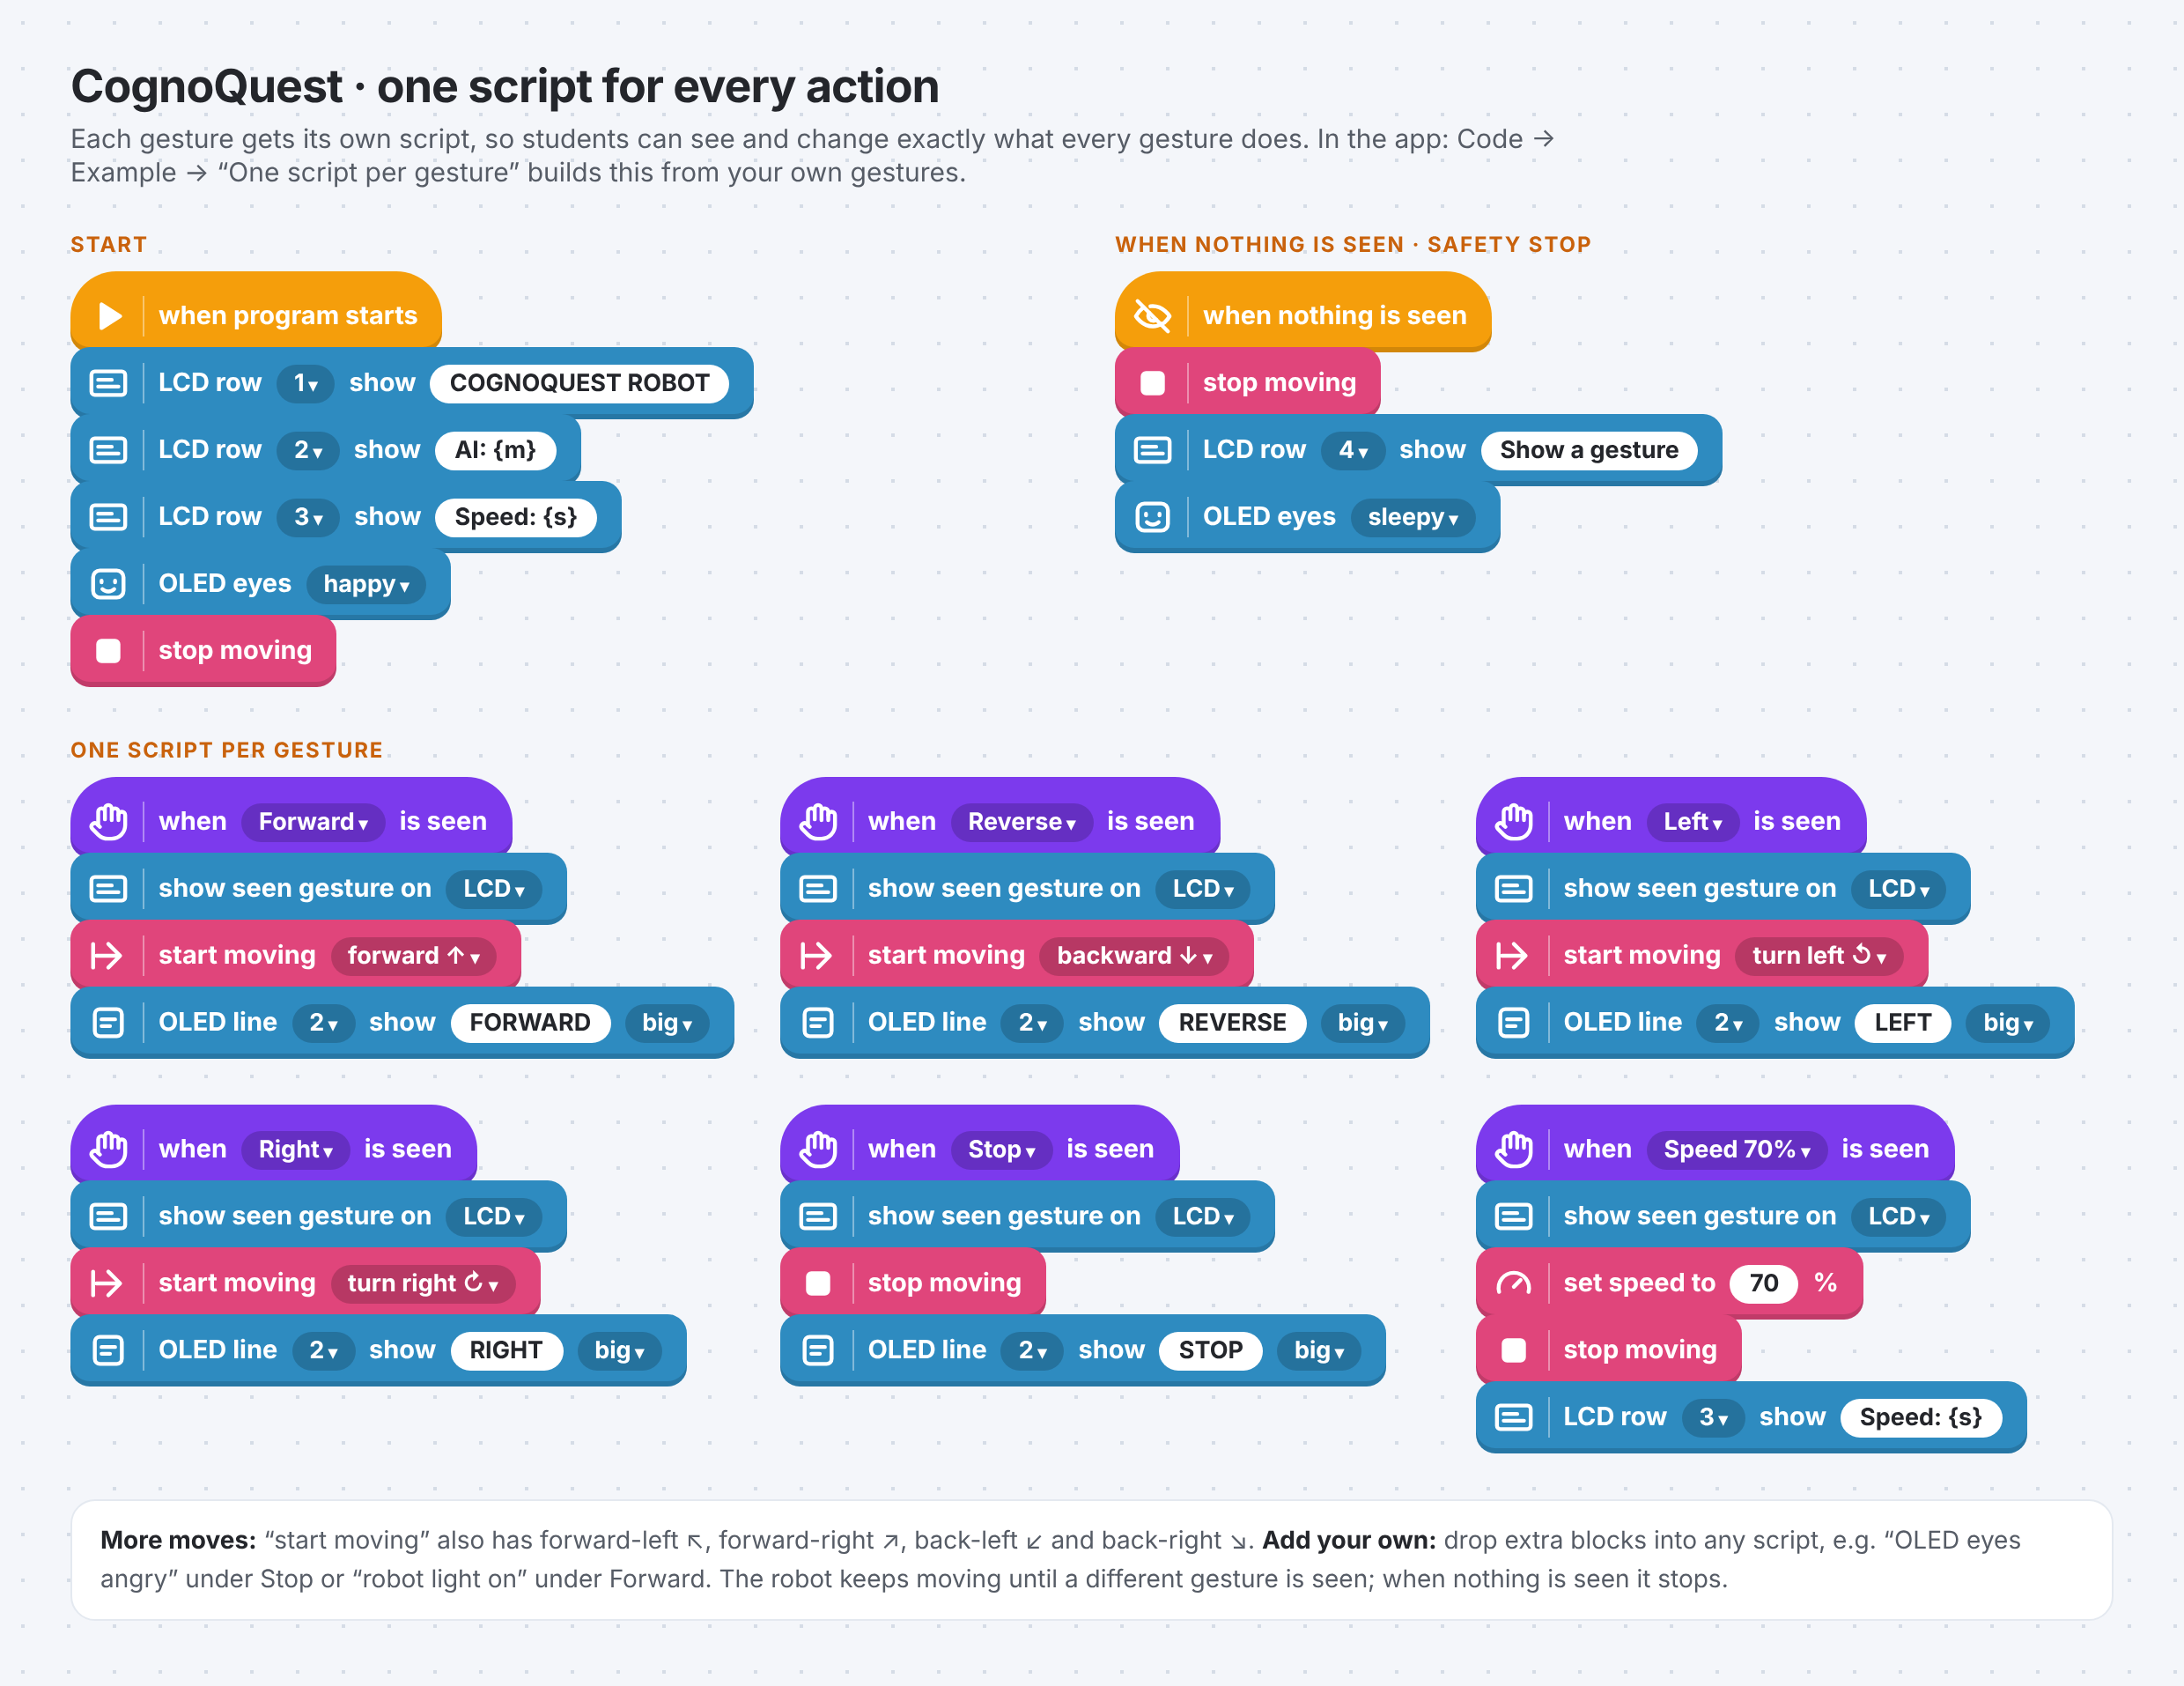 CognoQuest · one script for every action
Each gesture gets its own script, so students can see and change exactly what every gesture does. In the app: Code →
Example → “One script per gesture” builds this from your own gestures.
START
when program starts
LCD row 1▾ show COGNOQUEST ROBOT
LCD row 2▾ show AI: {m}
LCD row 3▾ show Speed: {s}
OLED eyes happy▾
stop moving
WHEN NOTHING IS SEEN · SAFETY STOP
when nothing is seen
stop moving
LCD row 4▾ show Show a gesture
OLED eyes sleepy▾
ONE SCRIPT PER GESTURE
when Forward▾ is seen
show seen gesture on LCD▾
start moving forward ↑▾
OLED line 2▾ show FORWARD big▾
when Reverse▾ is seen
show seen gesture on LCD▾
start moving backward ↓▾
OLED line 2▾ show REVERSE big▾
when Left▾ is seen
show seen gesture on LCD▾
start moving turn left ↺▾
OLED line 2▾ show LEFT big▾
when Right▾ is seen
show seen gesture on LCD▾
start moving turn right ↻▾
OLED line 2▾ show RIGHT big▾
when Stop▾ is seen
show seen gesture on LCD▾
stop moving
OLED line 2▾ show STOP big▾
when Speed 70%▾ is seen
show seen gesture on LCD▾
set speed to 70 %
stop moving
LCD row 3▾ show Speed: {s}
More moves: “start moving” also has forward-left ↖, forward-right ↗, back-left ↙ and back-right ↘. Add your own: drop extra blocks into any script, e.g. “OLED eyes
angry” under Stop or “robot light on” under Forward. The robot keeps moving until a different gesture is seen; when nothing is seen it stops.